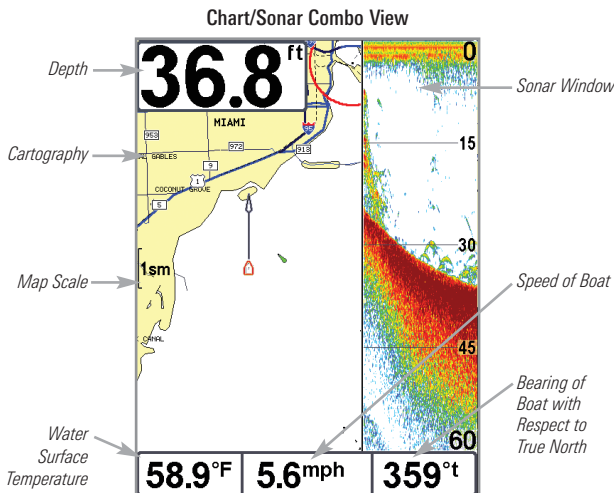 Chart/Sonar Combo View
Depth
36.8 ft
0
Sonar Window
MIAMI
953
15
Cartography
AL GABLES
972
913
9
1
COCONUT GROVE
5
30
Map Scale
1sm
Speed of Boat
CANAL
45
Bearing of
Boat with
Respect to
True North
Water
Surface
Temperature
60
58.9°F
5.6mph
359°t